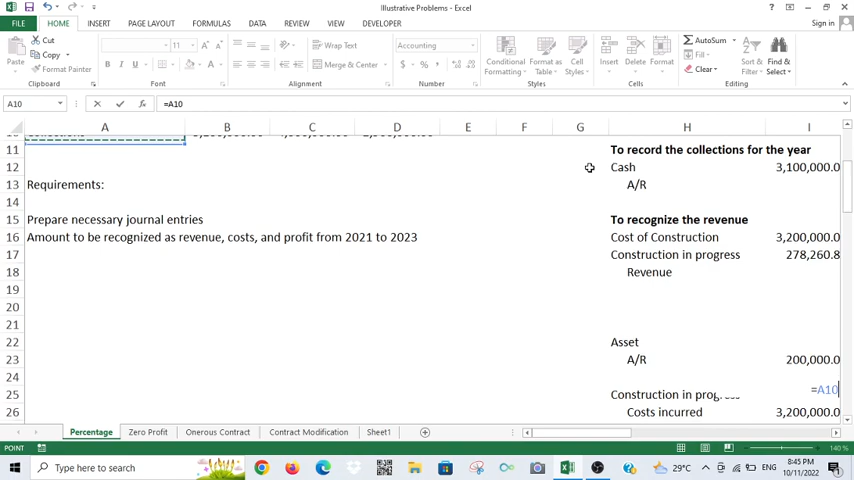 Illustrative Problems - Excel
FILE HOME INSERT PAGE LAYOUT FORMULAS DATA REVIEW VIEW DEVELOPER Sign in
Cut
Copy
Format Painter
Paste
Clipboard
11
B I U
Font
Wrap Text
Merge & Center
Alignment
Accounting
$ %
Number
Conditional Formatting
Format as Table
Cell Styles
Styles
Insert Delete Format
Cells
AutoSum
Fill
Clear
Sort & Filter
Find & Select
Editing
A10 =A10
A B C D E F G H I
11 To record the collections for the year
12 Cash 3,100,000.0
13 Requirements: A/R
14
15 Prepare necessary journal entries To recognize the revenue
16 Amount to be recognized as revenue, costs, and profit from 2021 to 2023 Cost of Construction 3,200,000.0
17 Construction in progress 278,260.8
18 Revenue
19
20
21
22 Asset
23 A/R 200,000.0
24
25 Construction in progress =A10
26 Costs incurred 3,200,000.0
Percentage Zero Profit Onerous Contract Contract Modification Sheet1
POINT 140 %
Type here to search 29°C ENG 8:45 PM 10/11/2022